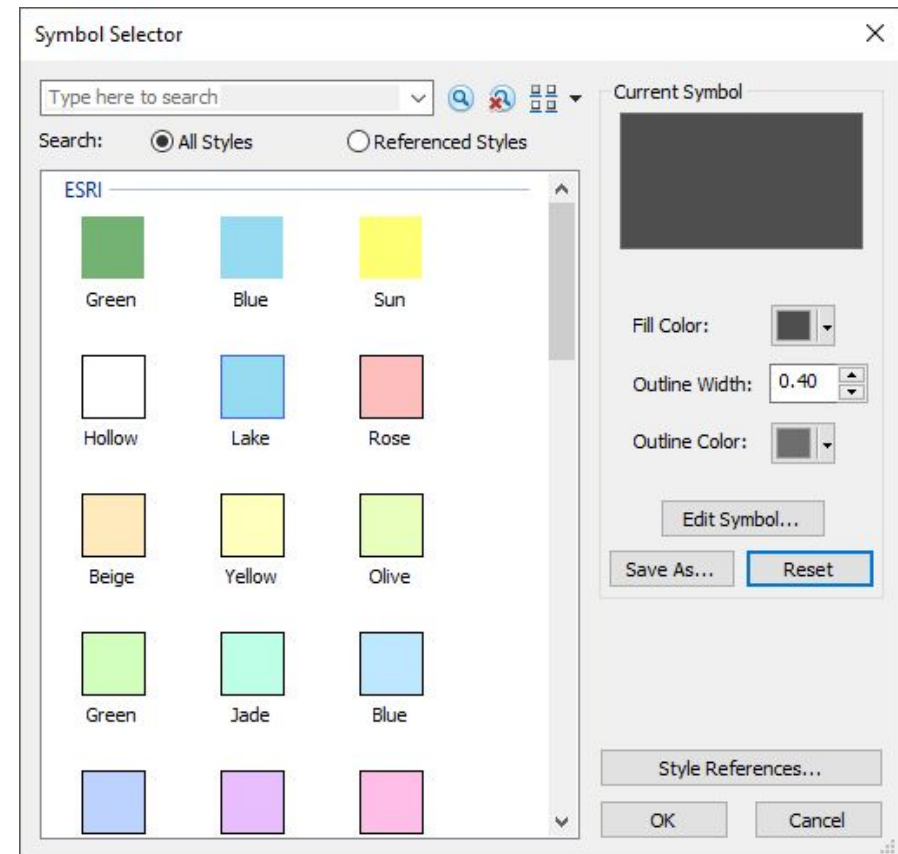 Symbol Selector
Type here to search
Search:
All Styles
Referenced Styles
ESRI
Green Blue Sun
Hollow Lake Rose
Beige Yellow Olive
Green Jade Blue
Current Symbol
Fill Color:
Outline Width: 0.40
Outline Color:
Edit Symbol...
Save As... Reset
Style References...
OK Cancel